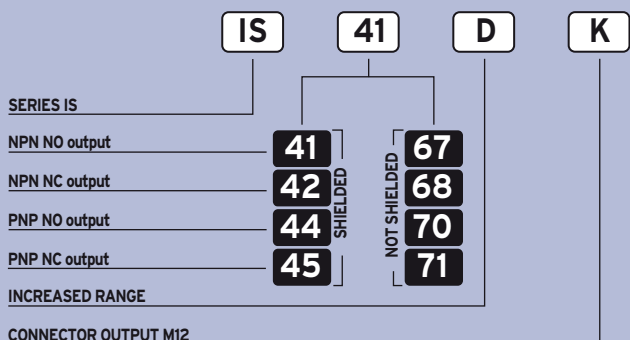 IS 41 D K
SERIES IS
NPN NO output 41 67
NPN NC output 42 68
PNP NO output 44 70
PNP NC output 45 71
SHIELDED
NOT SHIELDED
INCREASED RANGE
CONNECTOR OUTPUT M12